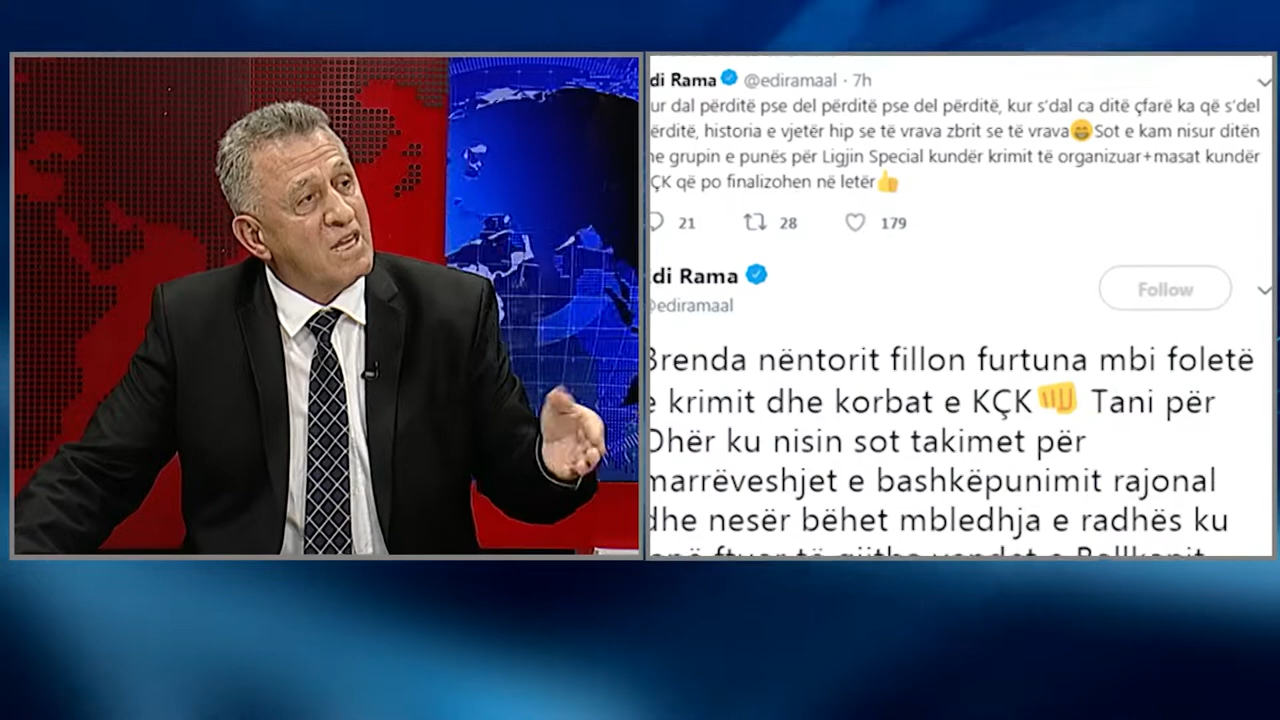 di Rama @ediramaal · 7h
ur dal përditë pse del përditë pse del përditë, kur s'dal ca ditë çfarë ka që s'del
ërditë, historia e vjetër hip se të vrava zbrit se të vrava😄Sot e kam nisur ditën
ne grupin e punës për Ligjin Special kundër krimit të organizuar+masat kundër
ÇK që po finalizohen në letër👍
21 28 179
di Rama
@ediramaal
Follow
Brenda nëntorit fillon furtuna mbi foletë
e krimit dhe korbat e KÇK👊 Tani për
Dhër ku nisin sot takimet për
marrëveshjet e bashkëpunimit rajonal
dhe nesër bëhet mbledhja e radhës ku